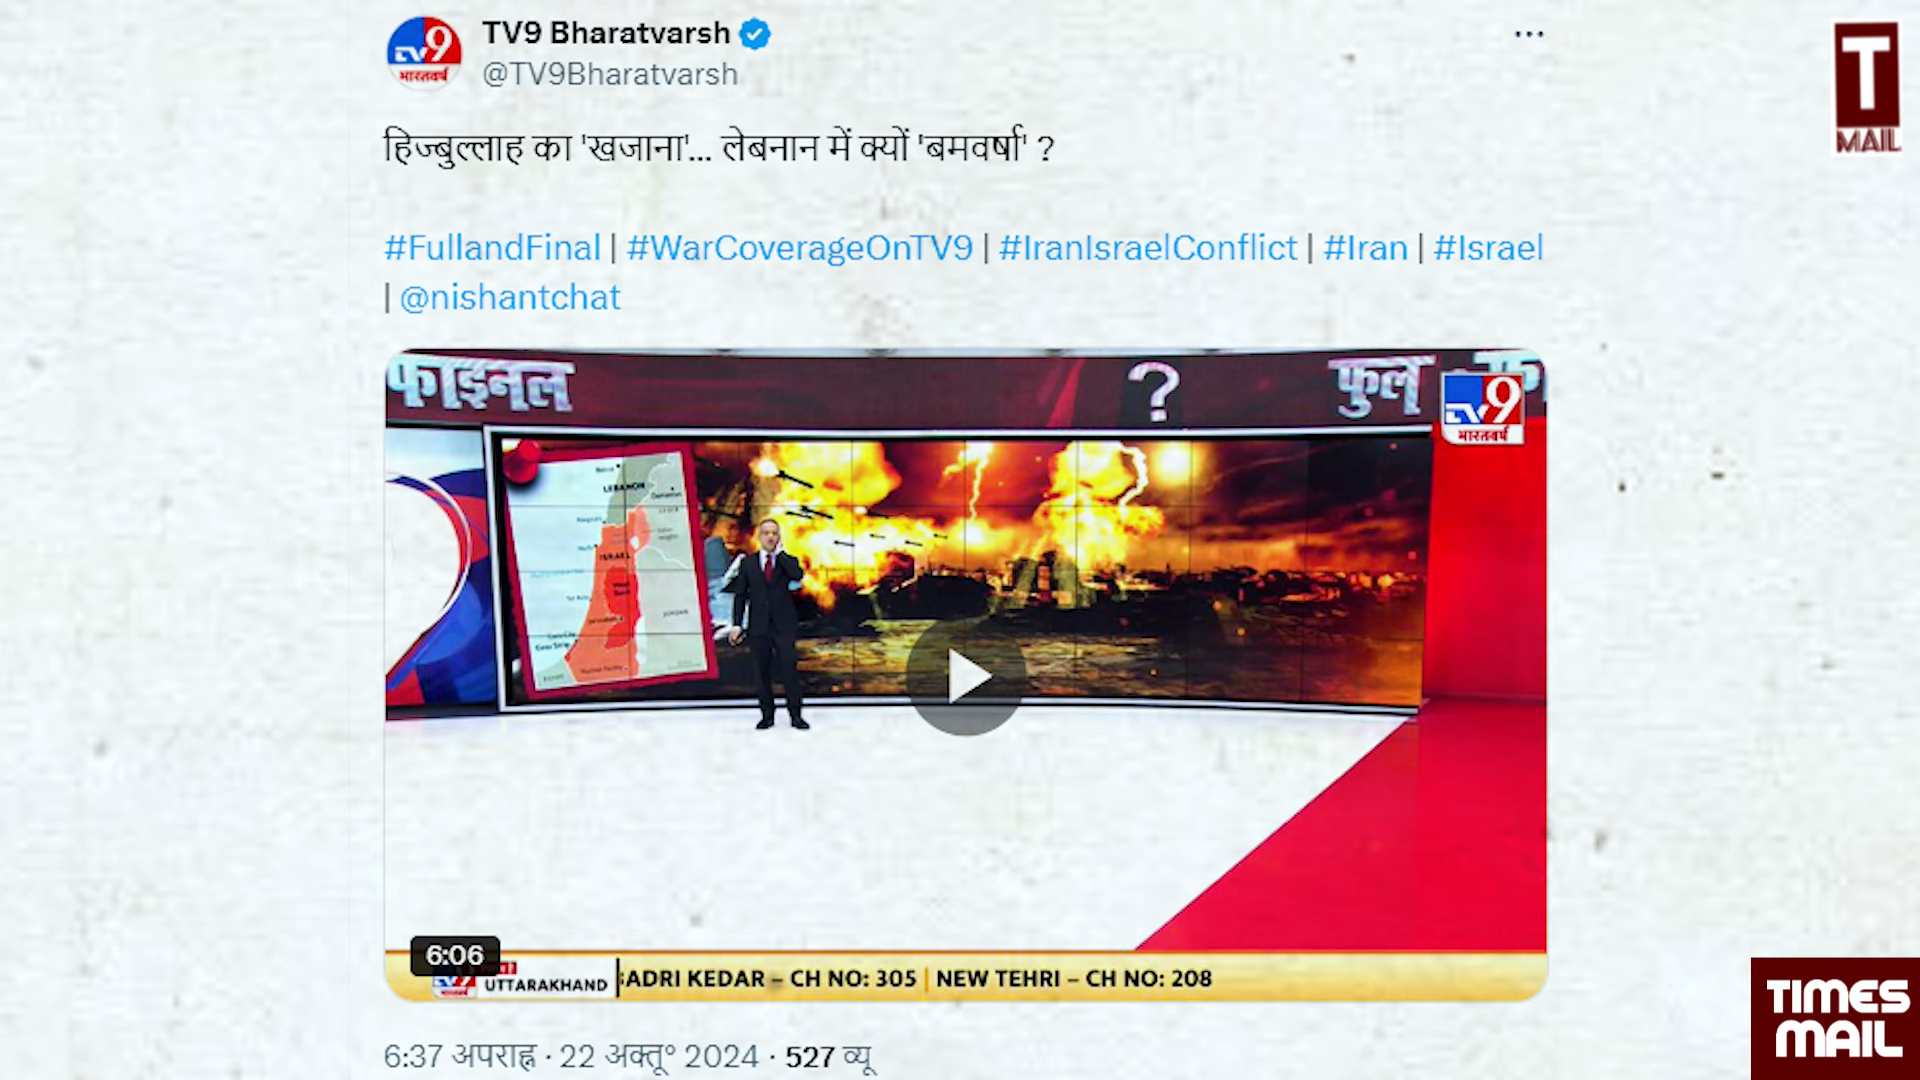 TV9 Bharatvarsh
@TV9Bharatvarsh
T
MAIL
हिज्बुल्लाह का 'खजाना'... लेबनान में क्यों 'बमवर्षा' ?
#FullandFinal | #WarCoverageOnTV9 | #IranIsraelConflict | #Iran | #Israel
| @nishantchat
फाइनल
?
फुल
TV9
भारतवर्ष
LEBANON
ISRAEL
6:06
UTTARAKHAND
ADRI KEDAR – CH NO: 305 | NEW TEHRI – CH NO: 208
6:37 अपराह्न · 22 अक्तू॰ 2024 · 527 व्यू
TIMES
MAIL